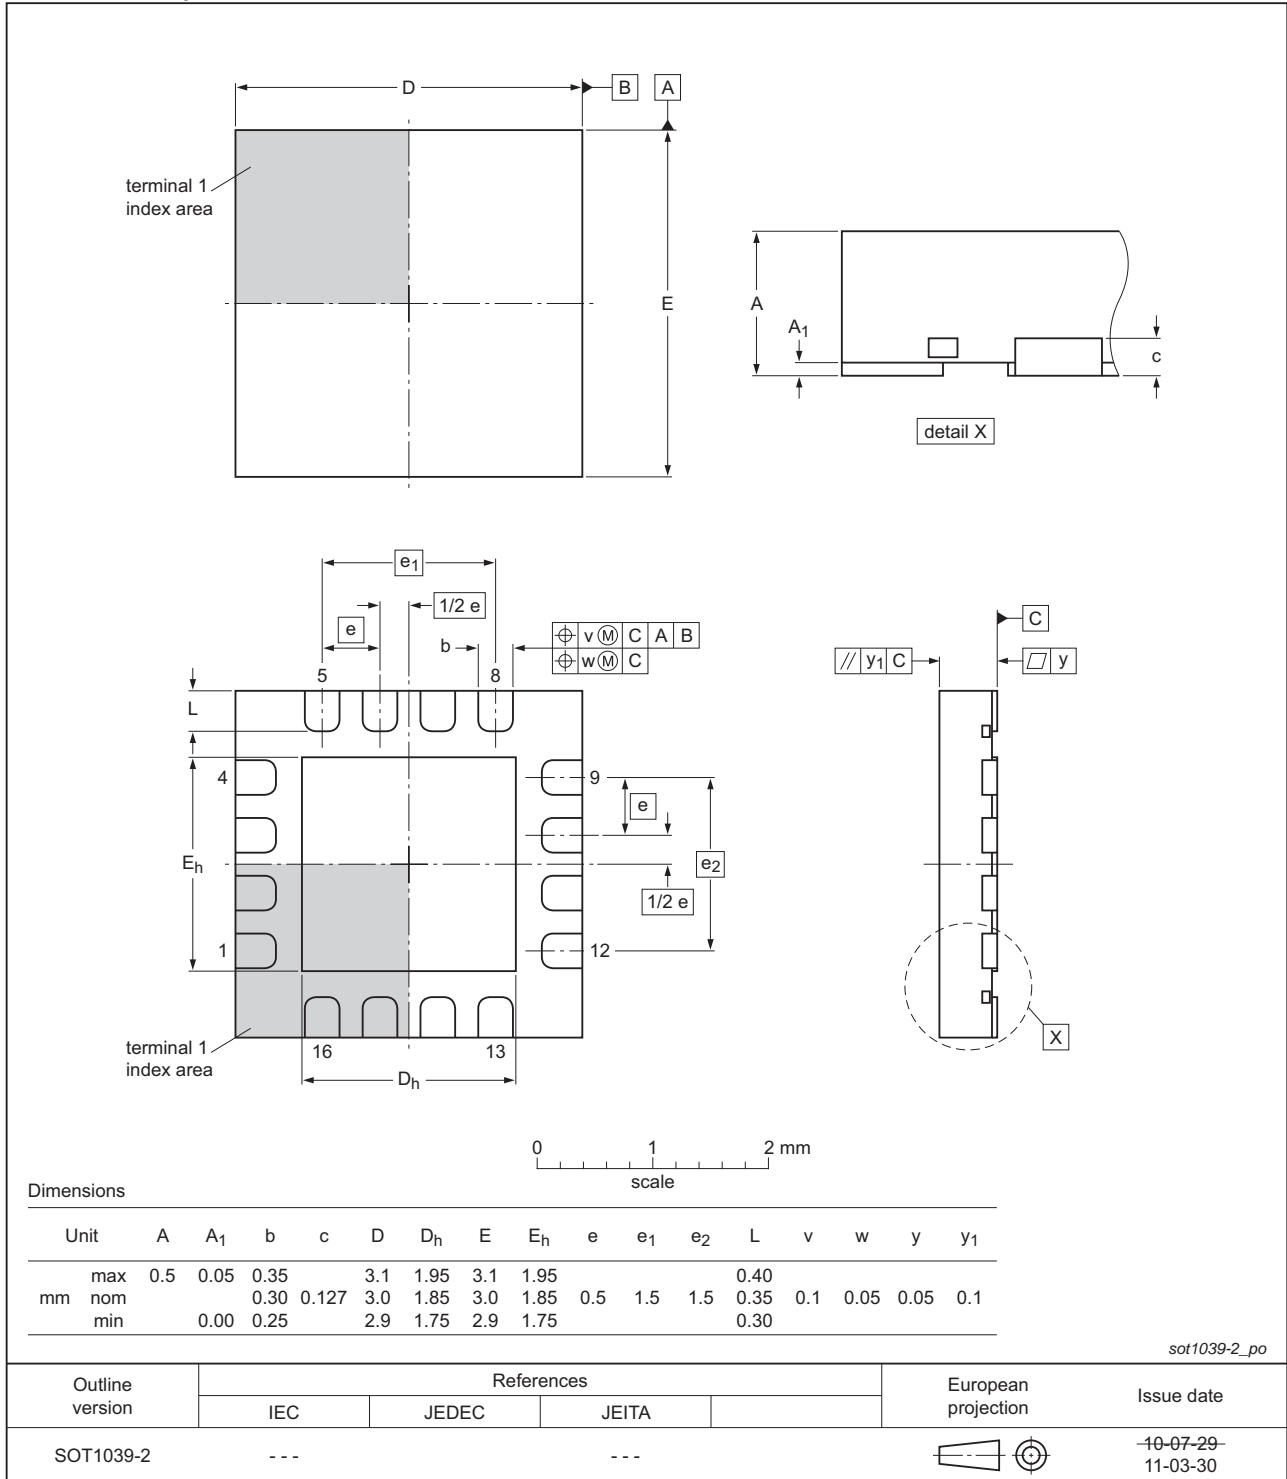 D
B
A
terminal 1
index area
E
A
A1
c
detail X
e1
1/2 e
e
b
v M C A B
w M C
5
8
L
4
9
e
Eh
e2
1/2 e
1
12
terminal 1
index area
16
13
Dh
C
// y1 C
y
X
0 1 2 mm
scale
Dimensions
Unit A A1 b c D Dh E Eh e e1 e2 L v w y y1
max 0.5 0.05 0.35 3.1 1.95 3.1 1.95 0.40
mm nom 0.30 0.127 3.0 1.85 3.0 1.85 0.5 1.5 1.5 0.35 0.1 0.05 0.05 0.1
min 0.00 0.25 2.9 1.75 2.9 1.75 0.30
sot1039-2_po
Outline version
References
European projection
Issue date
IEC JEDEC JEITA
SOT1039-2 - - - - - -
10-07-29
11-03-30